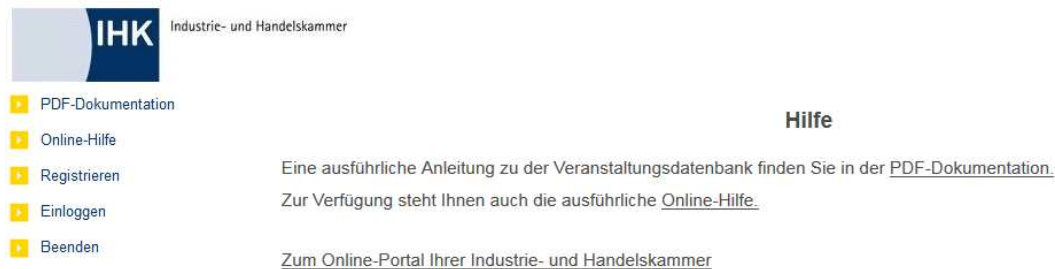 IHK
Industrie- und Handelskammer
PDF-Dokumentation
Online-Hilfe
Registrieren
Einloggen
Beenden
Hilfe
Eine ausführliche Anleitung zu der Veranstaltungsdatenbank finden Sie in der PDF-Dokumentation.
Zur Verfügung steht Ihnen auch die ausführliche Online-Hilfe.
Zum Online-Portal Ihrer Industrie- und Handelskammer